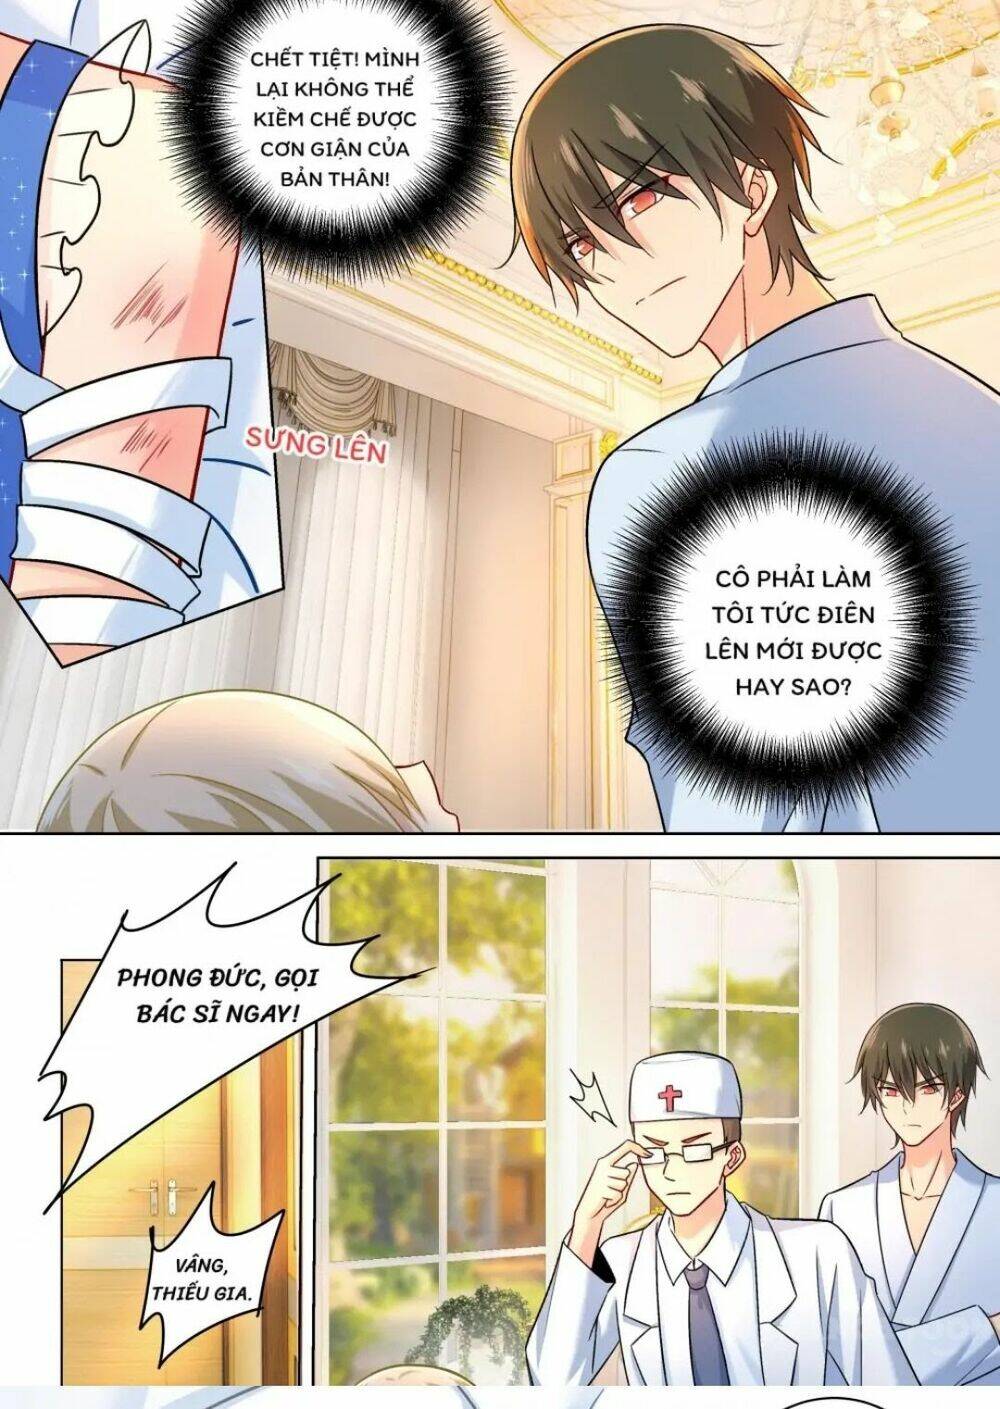 CHẾT TIỆT! MÌNH
LẠI KHÔNG THỂ
KIỀM CHẾ ĐƯỢC
CƠN GIẬN CỦA
BẢN THÂN!
SƯNG LÊN
CÔ PHẢI LÀM
TÔI TỨC ĐIÊN
LÊN MỚI ĐƯỢC
HAY SAO?
PHONG ĐỨC, GỌI
BÁC SĨ NGAY!
VÂNG,
THIẾU GIA.